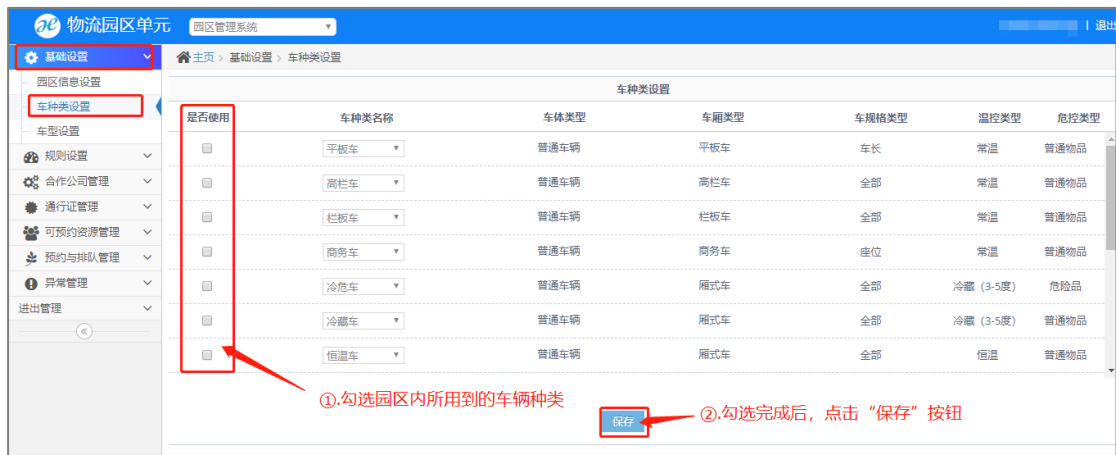 物流园区单元 园区管理系统 | 退出
基础设置
园区信息设置
车种类设置
车型设置
规则设置
合作公司管理
通行证管理
可预约资源管理
预约与排队管理
异常管理
进出管理
主页 > 基础设置 > 车种类设置
车种类设置
是否使用 车种类名称 车体类型 车厢类型 车规格类型 温控类型 危控类型
平板车 普通车辆 平板车 车长 常温 普通物品
高栏车 普通车辆 高栏车 全部 常温 普通物品
栏板车 普通车辆 栏板车 全部 常温 普通物品
商务车 普通车辆 商务车 座位 常温 普通物品
冷危车 普通车辆 厢式车 全部 冷藏（3-5度） 危险品
冷藏车 普通车辆 厢式车 全部 冷藏（3-5度） 普通物品
恒温车 普通车辆 厢式车 全部 恒温 普通物品
①.勾选园区内所用到的车辆种类
保存
②.勾选完成后，点击“保存”按钮